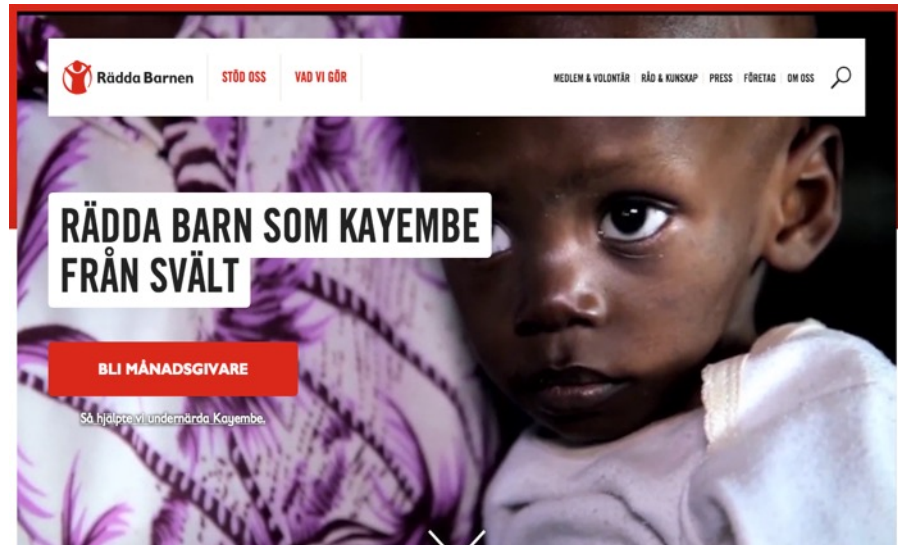 Rädda Barnen
STÖD OSS
VAD VI GÖR
MEDLEM & VOLONTÄR
RÅD & KUNSKAP
PRESS
FÖRETAG
OM OSS
RÄDDA BARN SOM KAYEMBE
FRÅN SVÄLT
BLI MÅNADSGIVARE
Så hjälpte vi undernärda Kayembe.